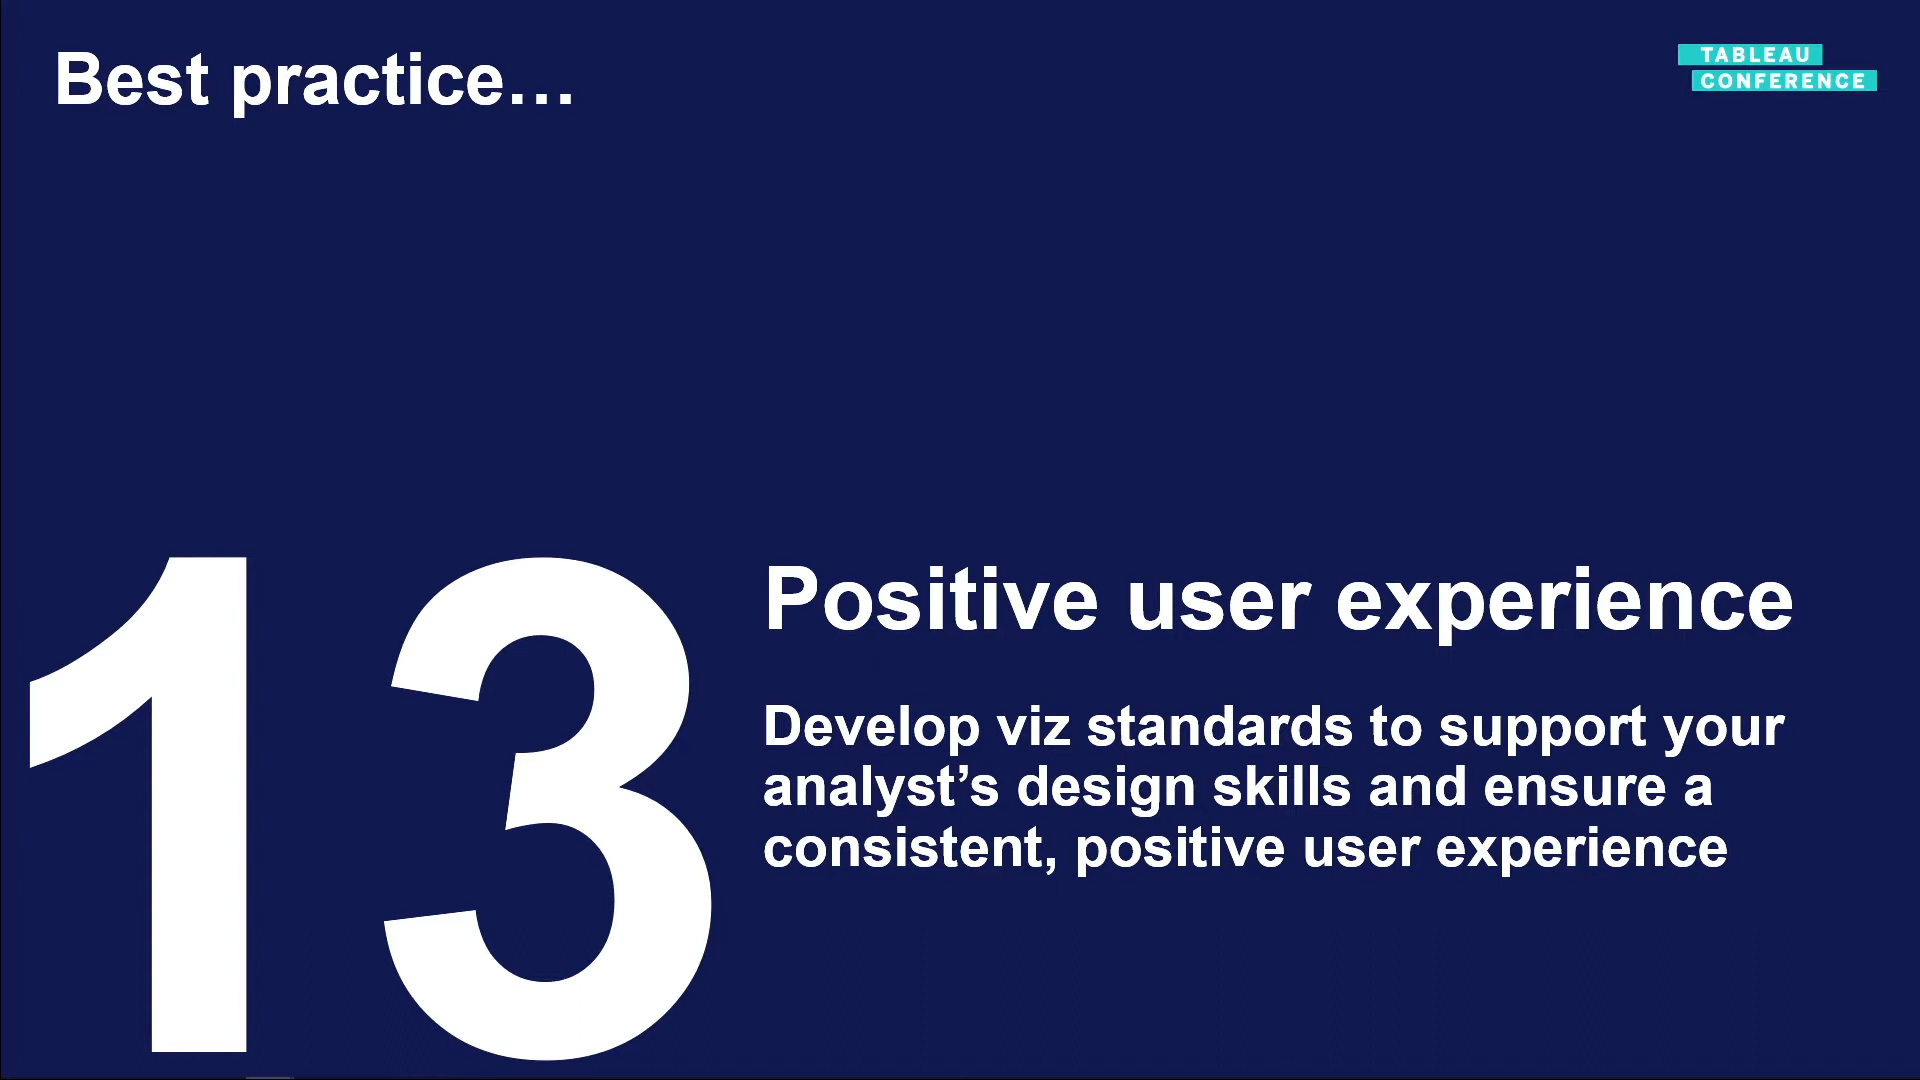 Best practice…
TABLEAU
CONFERENCE
13
Positive user experience
Develop viz standards to support your
analyst’s design skills and ensure a
consistent, positive user experience